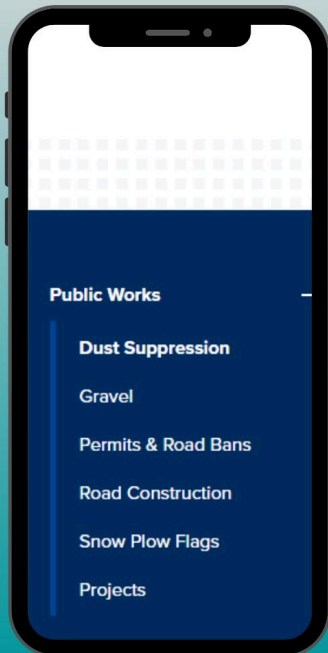 Public Works
Dust Suppression
Gravel
Permits & Road Bans
Road Construction
Snow Plow Flags
Projects